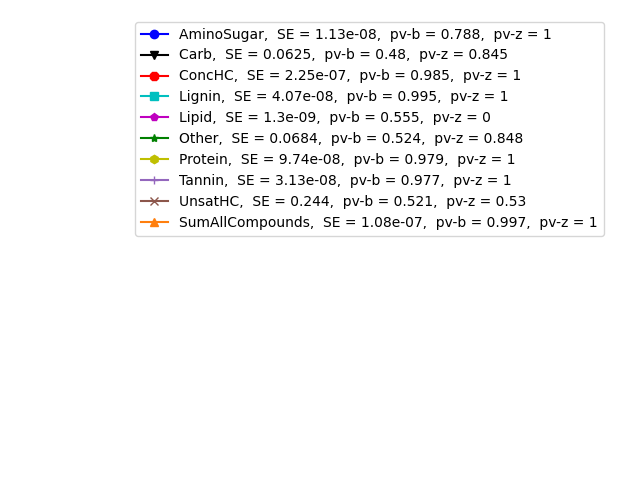 AminoSugar,  SE = 1.13e-08,  pv-b = 0.788,  pv-z = 1
Carb,  SE = 0.0625,  pv-b = 0.48,  pv-z = 0.845
ConcHC,  SE = 2.25e-07,  pv-b = 0.985,  pv-z = 1
Lignin,  SE = 4.07e-08,  pv-b = 0.995,  pv-z = 1
Lipid,  SE = 1.3e-09,  pv-b = 0.555,  pv-z = 0
Other,  SE = 0.0684,  pv-b = 0.524,  pv-z = 0.848
Protein,  SE = 9.74e-08,  pv-b = 0.979,  pv-z = 1
Tannin,  SE = 3.13e-08,  pv-b = 0.977,  pv-z = 1
UnsatHC,  SE = 0.244,  pv-b = 0.521,  pv-z = 0.53
SumAllCompounds,  SE = 1.08e-07,  pv-b = 0.997,  pv-z = 1